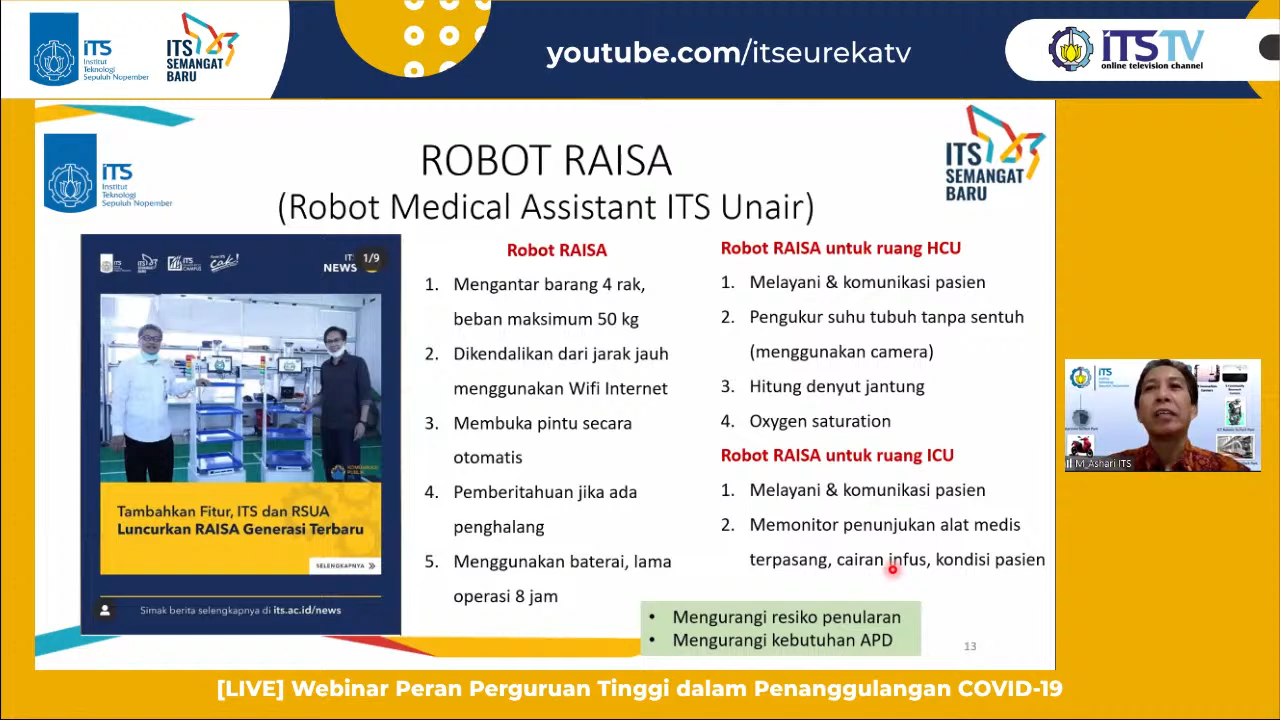 iTS
Institut
Teknologi
Sepuluh Nopember
ITS
SEMANGAT
BARU
youtube.com/itseurekatv
iTSTV
online television channel
iTS
Institut
Teknologi
Sepuluh Nopember
ROBOT RAISA
(Robot Medical Assistant ITS Unair)
ITS
SEMANGAT
BARU
NEWS
1/9
Tambahkan Fitur, ITS dan RSUA
Luncurkan RAISA Generasi Terbaru
SELENGKAPNYA
Simak berita selengkapnya di its.ac.id/news
Robot RAISA
1. Mengantar barang 4 rak,
beban maksimum 50 kg
2. Dikendalikan dari jarak jauh
menggunakan Wifi Internet
3. Membuka pintu secara
otomatis
4. Pemberitahuan jika ada
penghalang
5. Menggunakan baterai, lama
operasi 8 jam
Robot RAISA untuk ruang HCU
1. Melayani & komunikasi pasien
2. Pengukur suhu tubuh tanpa sentuh
(menggunakan camera)
3. Hitung denyut jantung
4. Oxygen saturation
Robot RAISA untuk ruang ICU
1. Melayani & komunikasi pasien
2. Memonitor penunjukan alat medis
terpasang, cairan infus, kondisi pasien
• Mengurangi resiko penularan
• Mengurangi kebutuhan APD
13
iTS
M_Ashari ITS
[LIVE] Webinar Peran Perguruan Tinggi dalam Penanggulangan COVID-19